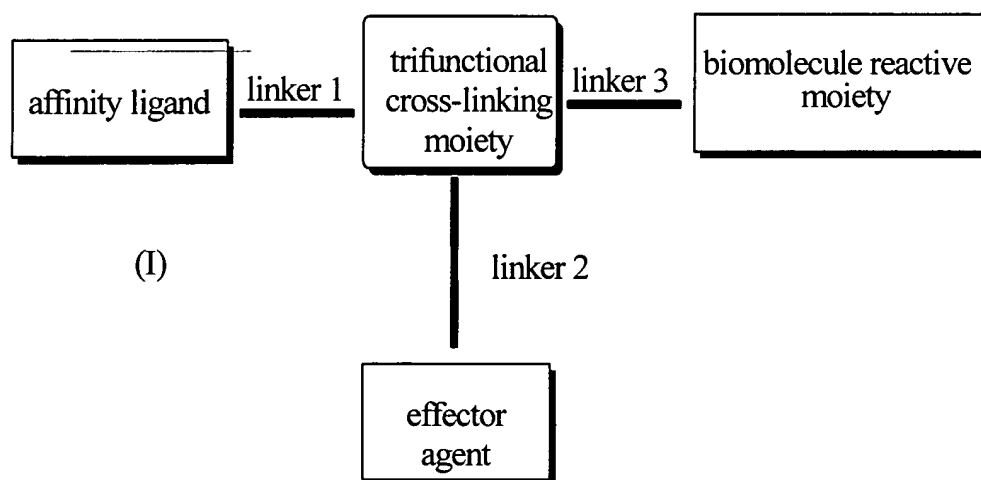 affinity ligand
linker 1
trifunctional
cross-linking
moiety
linker 3
biomolecule reactive
moiety
(I)
linker 2
effector
agent